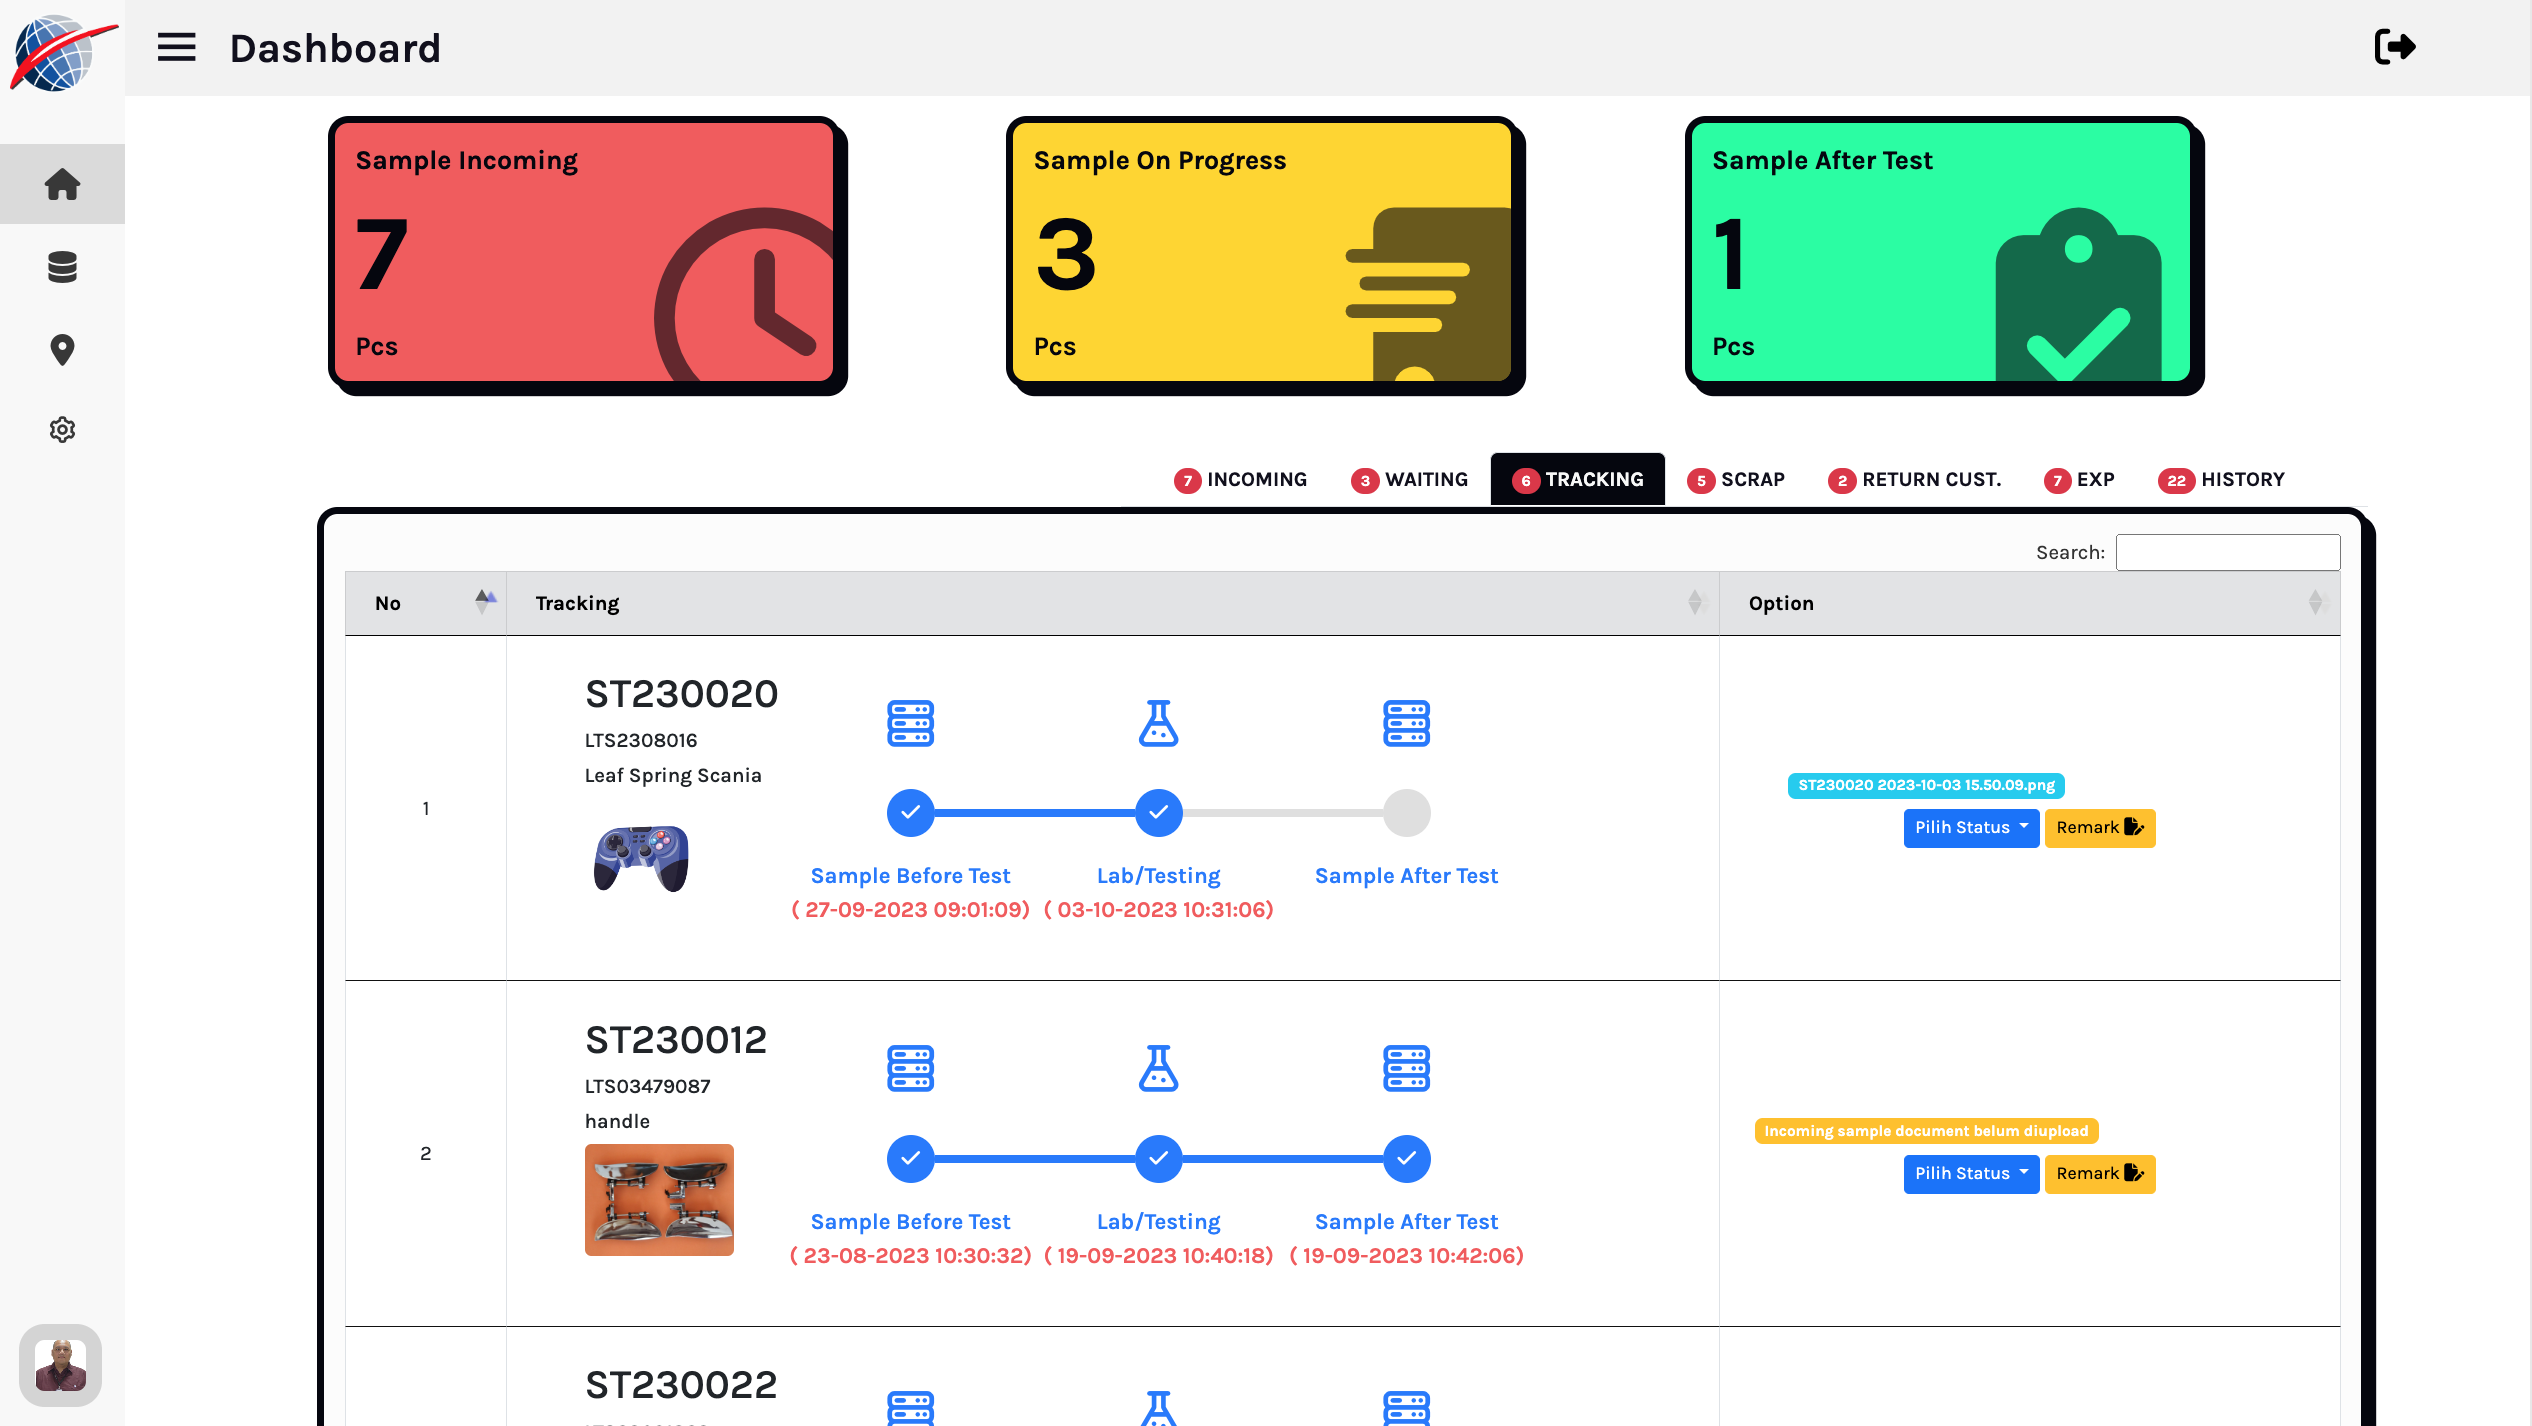 Dashboard
Sample Incoming
7
Pcs
Sample On Progress
3
Pcs
Sample After Test
1
Pcs
7 INCOMING
3 WAITING
6 TRACKING
5 SCRAP
2 RETURN CUST.
7 EXP
22 HISTORY
Search:
No
Tracking
Option
1
ST230020
LTS2308016
Leaf Spring Scania
Sample Before Test
( 27-09-2023 09:01:09)
Lab/Testing
( 03-10-2023 10:31:06)
Sample After Test
ST230020 2023-10-03 15.50.09.png
Pilih Status
Remark
2
ST230012
LTS03479087
handle
Sample Before Test
( 23-08-2023 10:30:32)
Lab/Testing
( 19-09-2023 10:40:18)
Sample After Test
( 19-09-2023 10:42:06)
Incoming sample document belum diupload
Pilih Status
Remark
ST230022